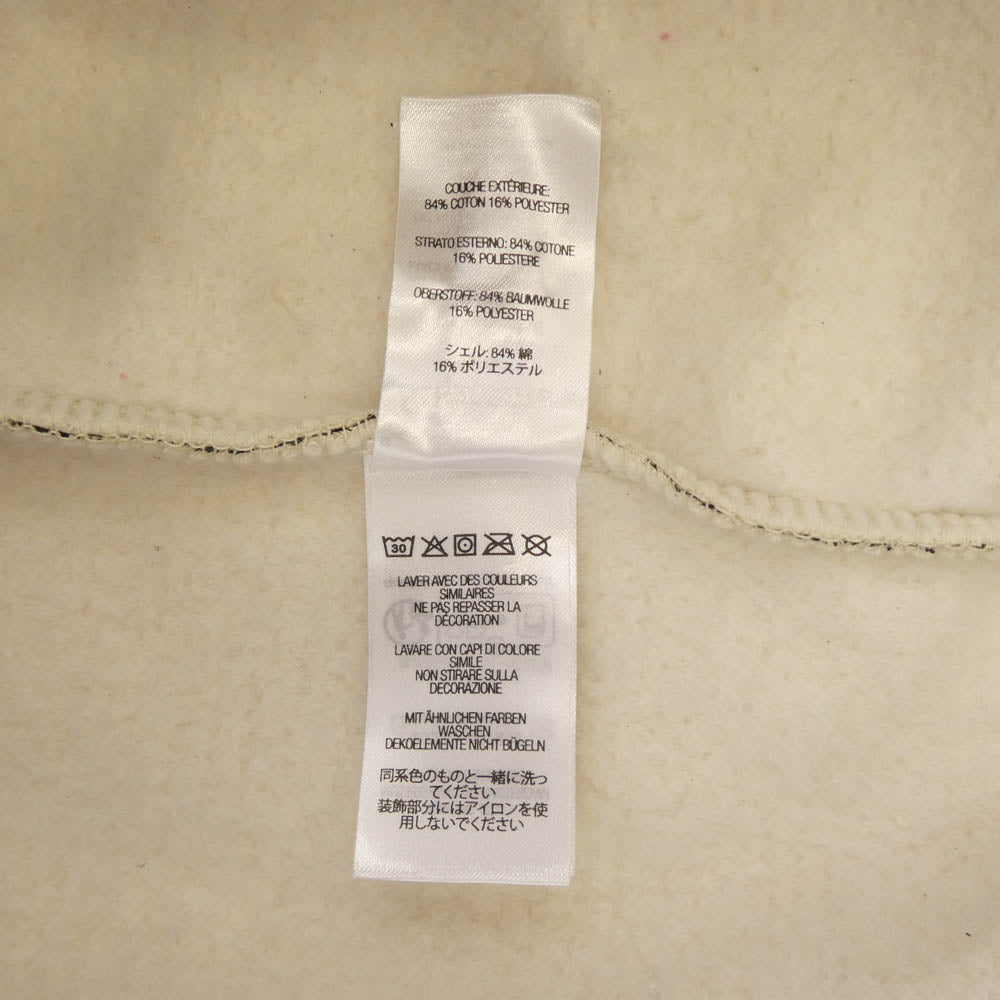 COUCHE EXTÉRIEURE:
84% COTON 16% POLYESTER
STRATO ESTERNO: 84% COTONE
16% POLIESTERE
OBERSTOFF: 84% BAUMWOLLE
16% POLYESTER
シェル: 84% 綿
16% ポリエステル
30
LAVER AVEC DES COULEURS
SIMILAIRES
NE PAS REPASSER LA
DÉCORATION
LAVARE CON CAPI DI COLORE
SIMILE
NON STIRARE SULLA
DECORAZIONE
MIT ÄHNLICHEN FARBEN
WASCHEN
DEKOELEMENTE NICHT BÜGELN
同系色のものと一緒に洗っ
てください
装飾部分にはアイロンを使
用しないでください